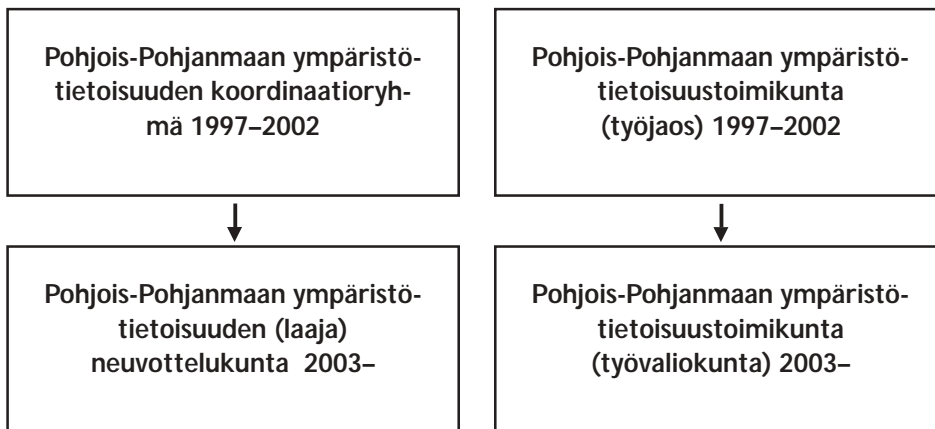 Pohjois-Pohjanmaan ympäristö-
tietoisuuden koordinaatioryh-
mä 1997–2002
Pohjois-Pohjanmaan ympäristö-
tietoisuustoimikunta
(työjaos) 1997–2002
Pohjois-Pohjanmaan ympäristö-
tietoisuuden (laaja)
neuvottelukunta 2003–
Pohjois-Pohjanmaan ympäristö-
tietoisuustoimikunta
(työvaliokunta) 2003–